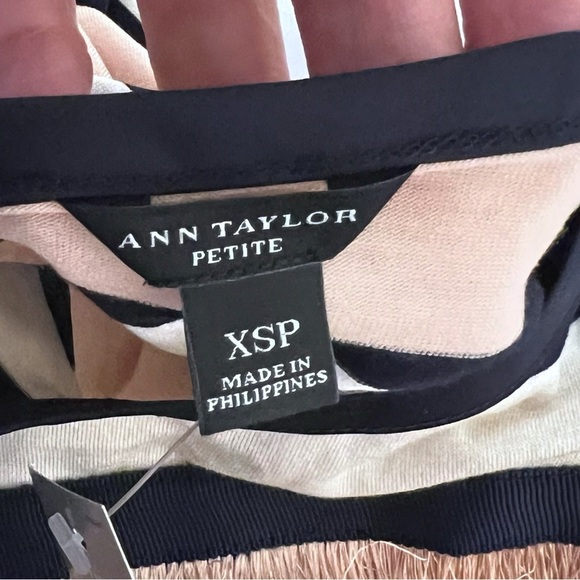 ANN TAYLOR
PETITE
XSP
MADE IN
PHILIPPINES